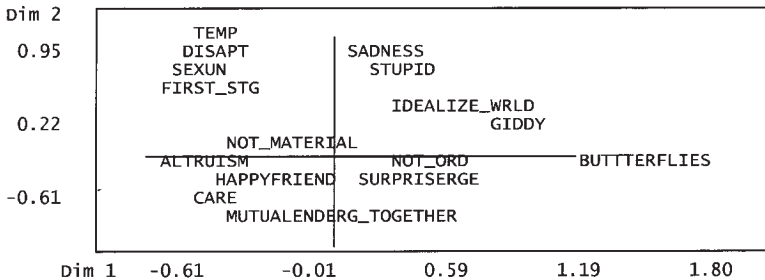 Dim 2
TEMP
0.95 DISAPT SADNESS
SEXUN STUPID
FIRST_STG
IDEALIZE_WRLD
0.22 GIDDY
NOT_MATERIAL
ALTRUISM NOT_ORD BUTTTERFLIES
HAPPYFRIEND SURPRISERGE
-0.61 CARE
MUTUALENDERG_TOGETHER
Dim 1 -0.61 -0.01 0.59 1.19 1.80